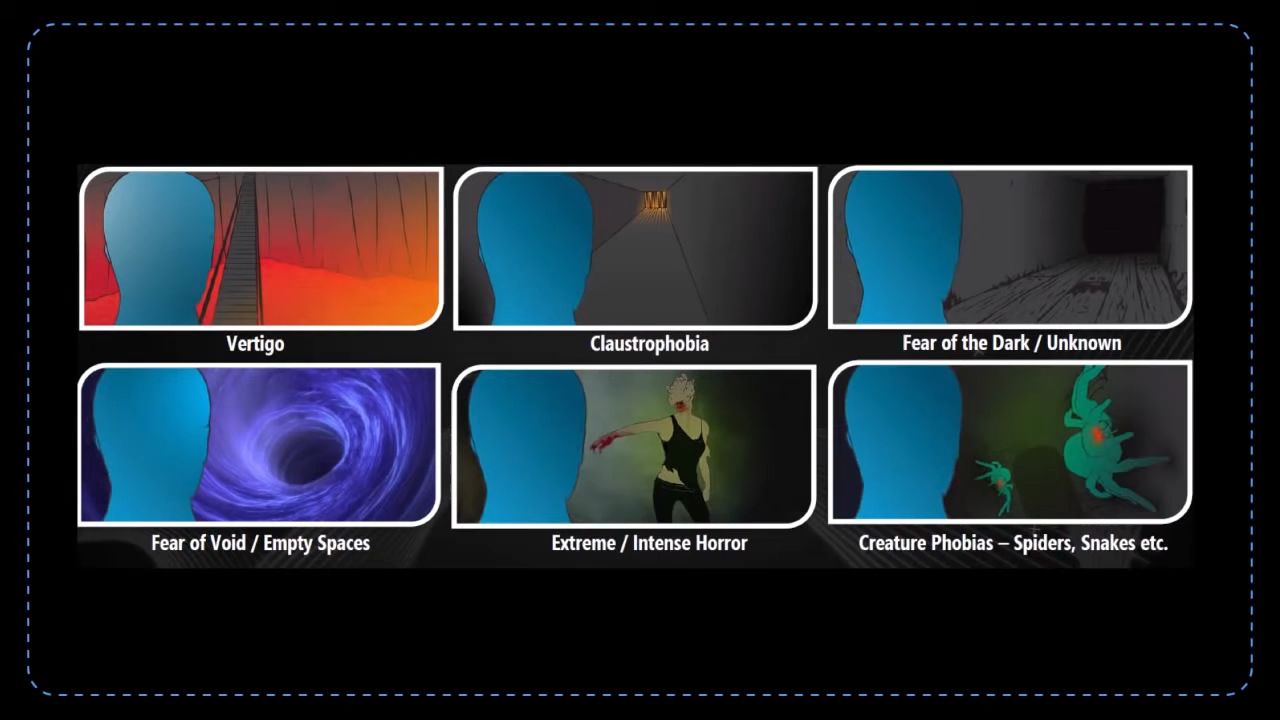 Vertigo
Claustrophobia
Fear of the Dark / Unknown
Fear of Void / Empty Spaces
Extreme / Intense Horror
Creature Phobias – Spiders, Snakes etc.